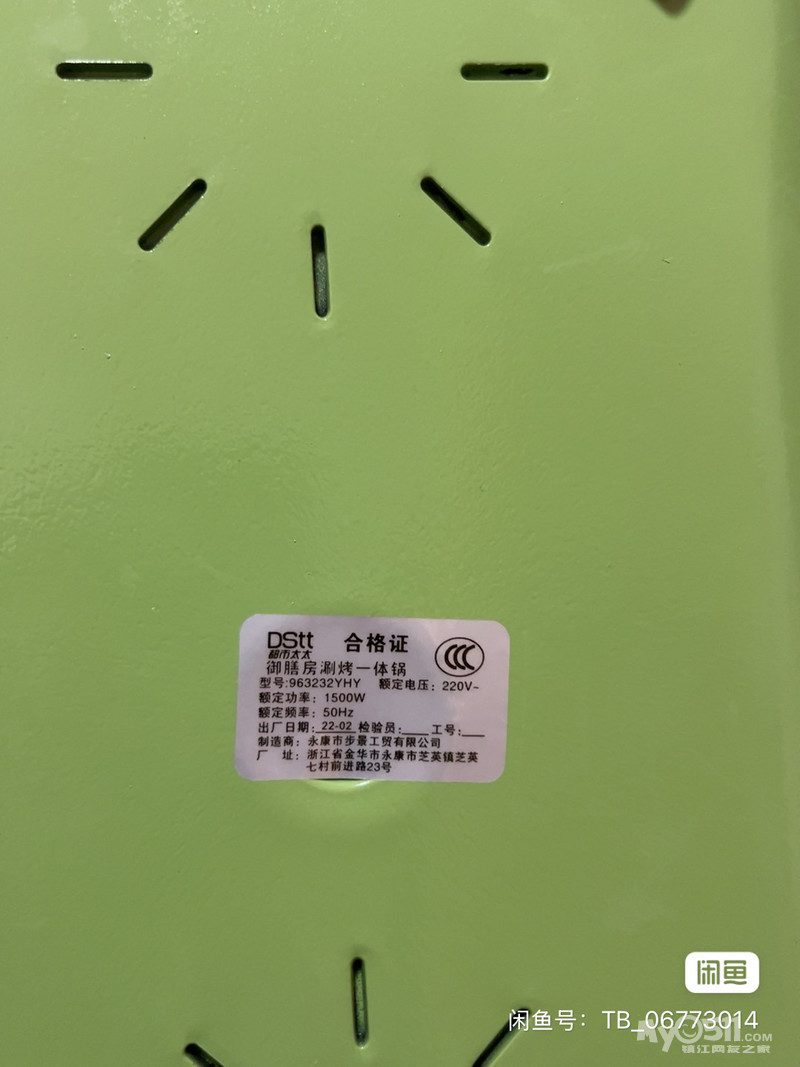 DStt 合格证
都市太太
御膳房涮烤一体锅
型号:963232YHY 额定电压：220V~
额定功率：1500W
额定频率：50Hz
出厂日期：22-02 检验员：___ 工号：___
制造商：永康市步景工贸有限公司
厂 址：浙江省金华市永康市芝英镇芝英
七村前进路23号
闲鱼
闲鱼号：TB_06773014
My0511.COM
镇江网友之家